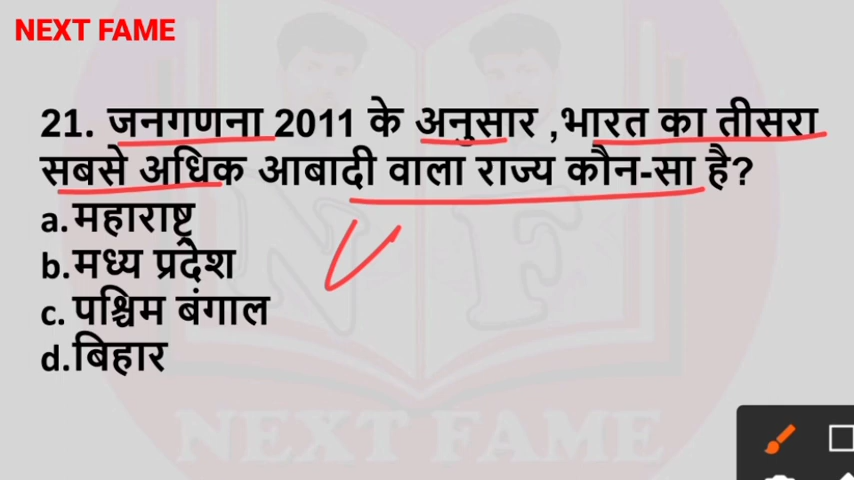 NEXT FAME
21. जनगणना 2011 के अनुसार ,भारत का तीसरा
सबसे अधिक आबादी वाला राज्य कौन-सा है?
a.महाराष्ट्र
b.मध्य प्रदेश
c. पश्चिम बंगाल
d.बिहार
N F
NEXT FAME